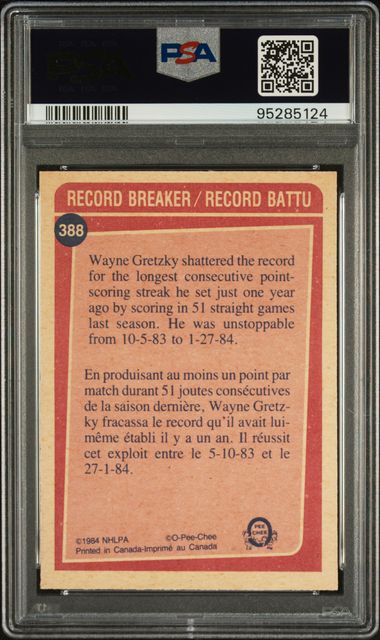 PSA
95285124
RECORD BREAKER / RECORD BATTU
388
Wayne Gretzky shattered the record
for the longest consecutive point-
scoring streak he set just one year
ago by scoring in 51 straight games
last season. He was unstoppable
from 10-5-83 to 1-27-84.
En produisant au moins un point par
match durant 51 joutes consécutives
de la saison dernière, Wayne Gretz-
ky fracassa le record qu'il avait lui-
même établi il y a un an. Il réussit
cet exploit entre le 5-10-83 et le
27-1-84.
©1984 NHLPA ©O-Pee-Chee
Printed in Canada-Imprimé au Canada
O
PEE
CHEE